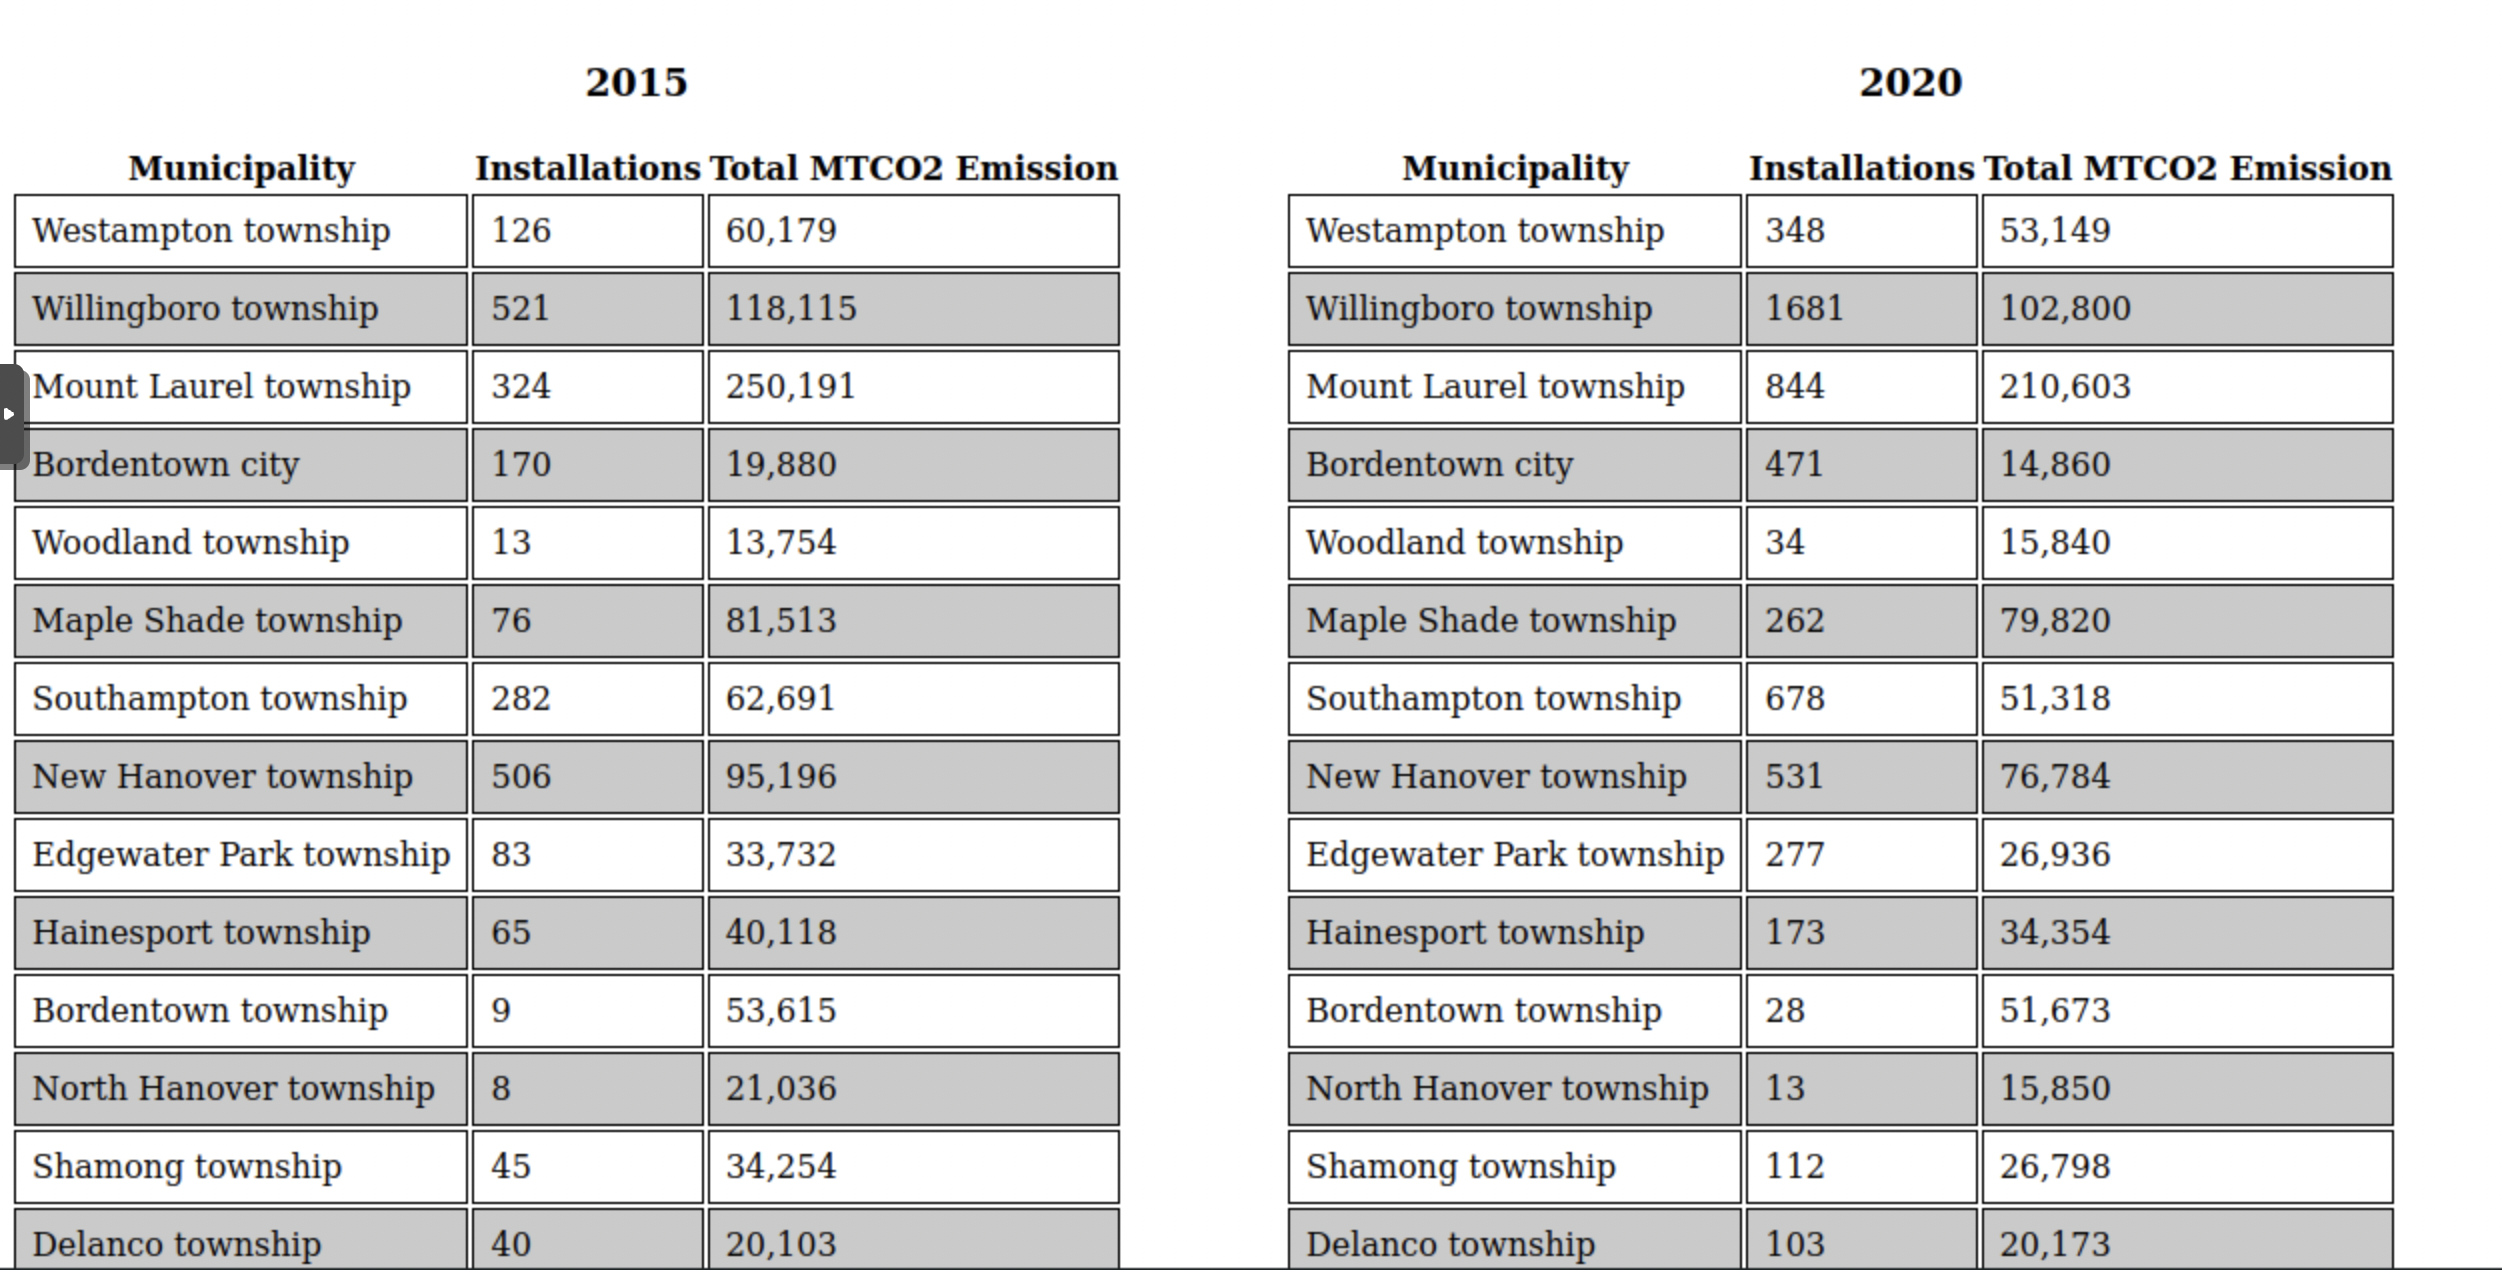 2015
Municipality Installations Total MTCO2 Emission
Westampton township 126 60,179
Willingboro township 521 118,115
Mount Laurel township 324 250,191
Bordentown city 170 19,880
Woodland township 13 13,754
Maple Shade township 76 81,513
Southampton township 282 62,691
New Hanover township 506 95,196
Edgewater Park township 83 33,732
Hainesport township 65 40,118
Bordentown township 9 53,615
North Hanover township 8 21,036
Shamong township 45 34,254
Delanco township 40 20,103
2020
Municipality Installations Total MTCO2 Emission
Westampton township 348 53,149
Willingboro township 1681 102,800
Mount Laurel township 844 210,603
Bordentown city 471 14,860
Woodland township 34 15,840
Maple Shade township 262 79,820
Southampton township 678 51,318
New Hanover township 531 76,784
Edgewater Park township 277 26,936
Hainesport township 173 34,354
Bordentown township 28 51,673
North Hanover township 13 15,850
Shamong township 112 26,798
Delanco township 103 20,173